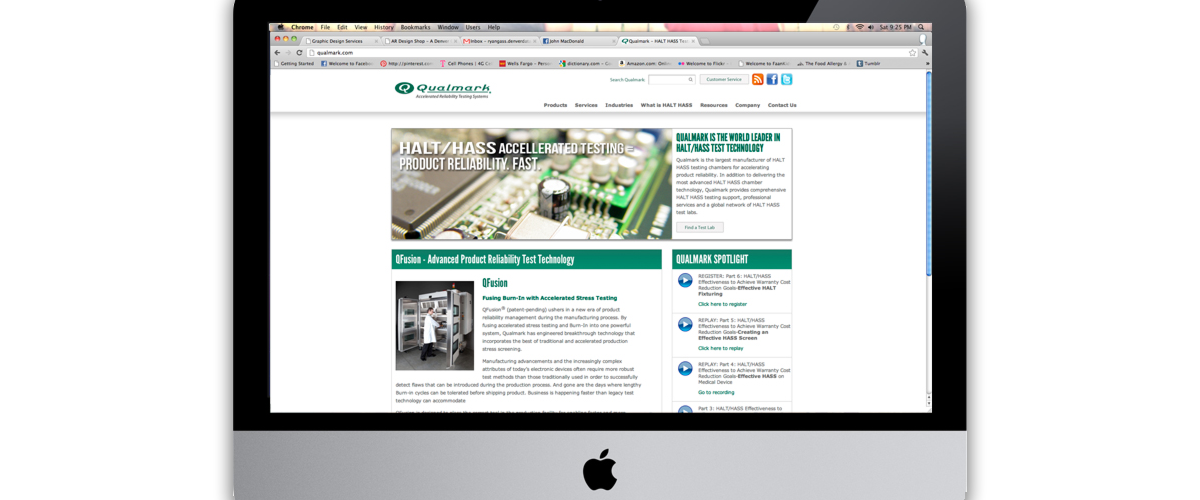 Chrome File Edit View History Bookmarks Window Users Help Sat 9:25 PM
Graphic Design Services
AR Design Shop – A Denver
Inbox – ryangass.denver
John MacDonald
Qualmark – HALT HASS Test
qualmark.com
Getting Started Welcome to Facebo http://pinterest.com Cell Phones | 4G Wells Fargo – Person dictionary.com – Amazon.com: Online Welcome to Flickr Welcome to The Food Allergy & Tumblr
Search Qualmark Customer Service
Qualmark
Accelerated Reliability Testing Systems
Products Services Industries What is HALT HASS Resources Company Contact Us
HALT/HASS ACCELLERATED TESTING =
PRODUCT RELIABILITY. FAST.
QUALMARK IS THE WORLD LEADER IN
HALT/HASS TEST TECHNOLOGY
Qualmark is the largest manufacturer of HALT
HASS testing chambers for accelerating
product reliability. In addition to delivering the
most advanced HALT HASS chamber
technology, Qualmark provides comprehensive
HALT HASS testing support, professional
services and a global network of HALT HASS
test labs.
Find a Test Lab
QFusion - Advanced Product Reliability Test Technology
QFusion
Fusing Burn-In with Accelerated Stress Testing
QFusion® (patent-pending) ushers in a new era of product
reliability management during the manufacturing process. By
fusing accelerated stress testing and Burn-In into one powerful
system, Qualmark has engineered breakthrough technology that
incorporates the best of traditional and accelerated production
stress screening.
Manufacturing advancements and the increasingly complex
attributes of today's electronic devices often require more robust
test methods than those traditionally used in order to successfully
detect flaws that can be introduced during the production process. And gone are the days where lengthy
Burn-in cycles can be tolerated before shipping product. Business is happening faster than legacy test
technology can accommodate
QUALMARK SPOTLIGHT
REGISTER: Part 6: HALT/HASS
Effectiveness to Achieve Warranty Cost
Reduction Goals-Effective HALT
Fixturing
Click here to register
REPLAY: Part 5: HALT/HASS
Effectiveness to Achieve Warranty Cost
Reduction Goals-Creating an
Effective HASS Screen
Click here to replay
REPLAY: Part 4: HALT/HASS
Effectiveness to Achieve Warranty Cost
Reduction Goals-Effective HASS on
Medical Device
Go to recording
Part 3: HALT/HASS Effectiveness to